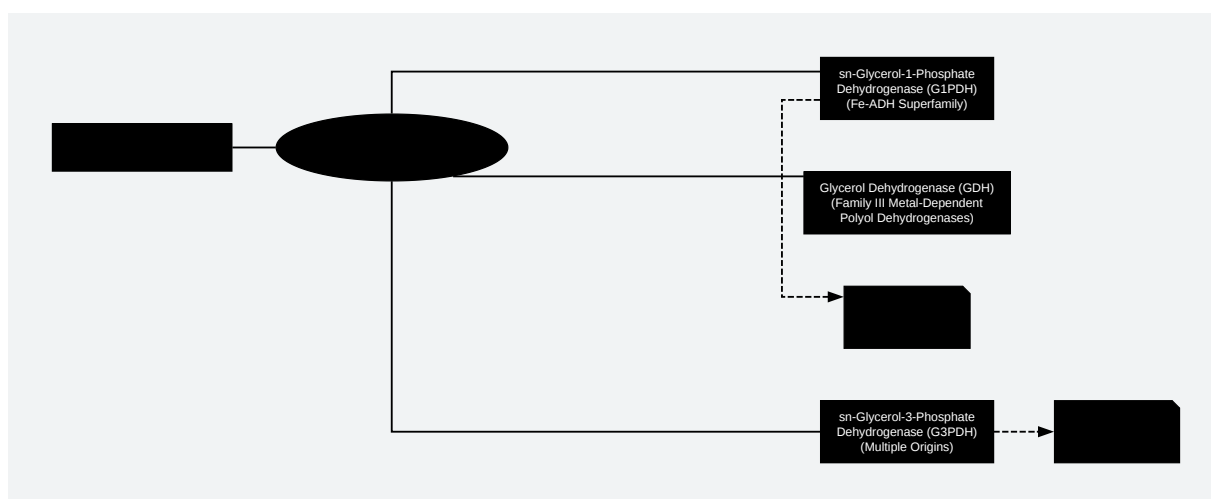 sn-Glycerol-1-Phosphate
Dehydrogenase (G1PDH)
(Fe-ADH Superfamily)
Glycerol Dehydrogenase (GDH)
(Family III Metal-Dependent
Polyol Dehydrogenases)
sn-Glycerol-3-Phosphate
Dehydrogenase (G3PDH)
(Multiple Origins)